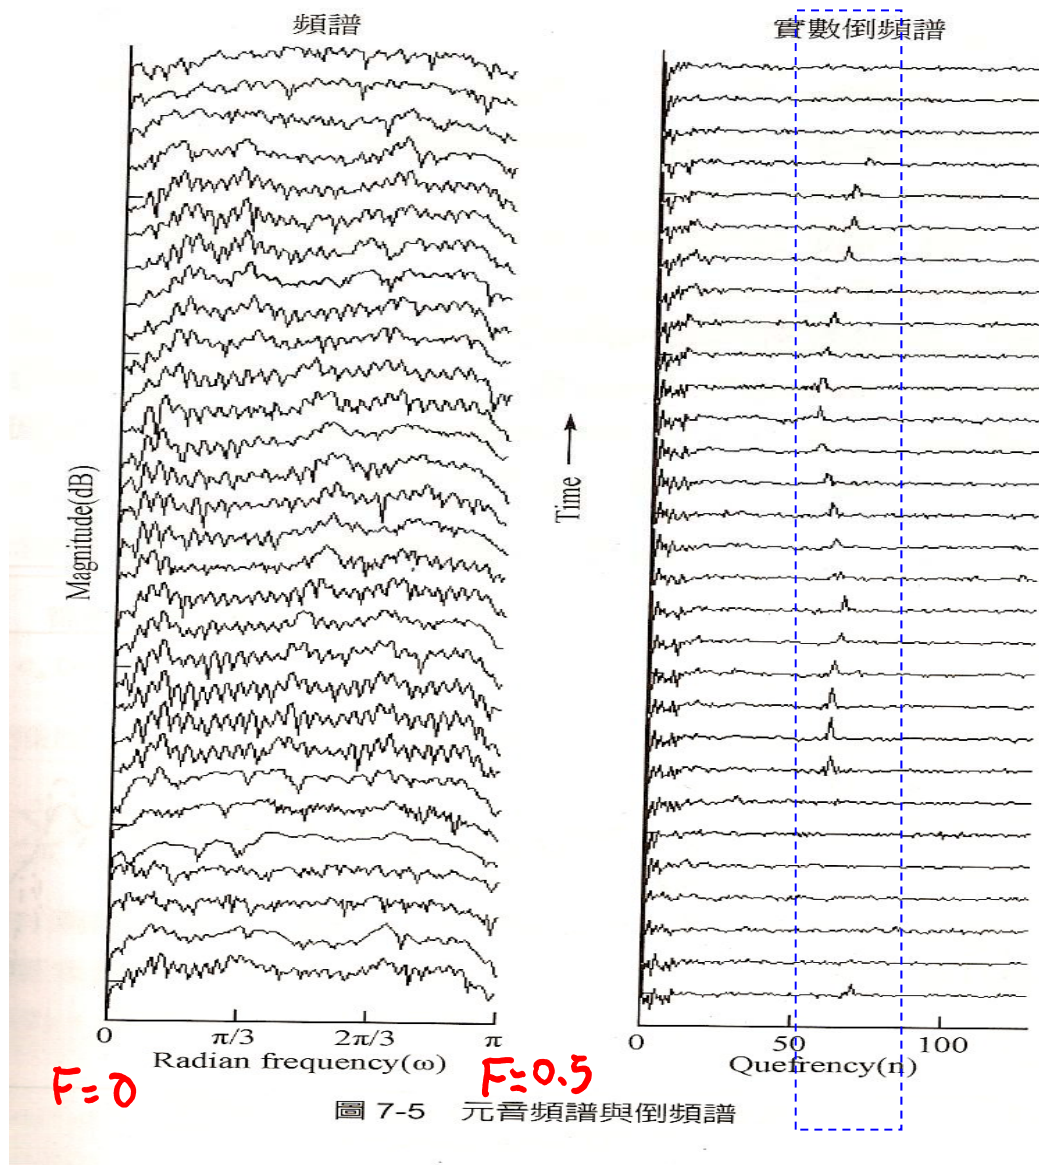 頻譜
實數倒頻譜
Magnitude(dB)
Time
0 π/3 2π/3 π
Radian frequency(ω)
0 50 100
Quefrency(n)
F=0
F=0.5
圖 7-5 元音頻譜與倒頻譜